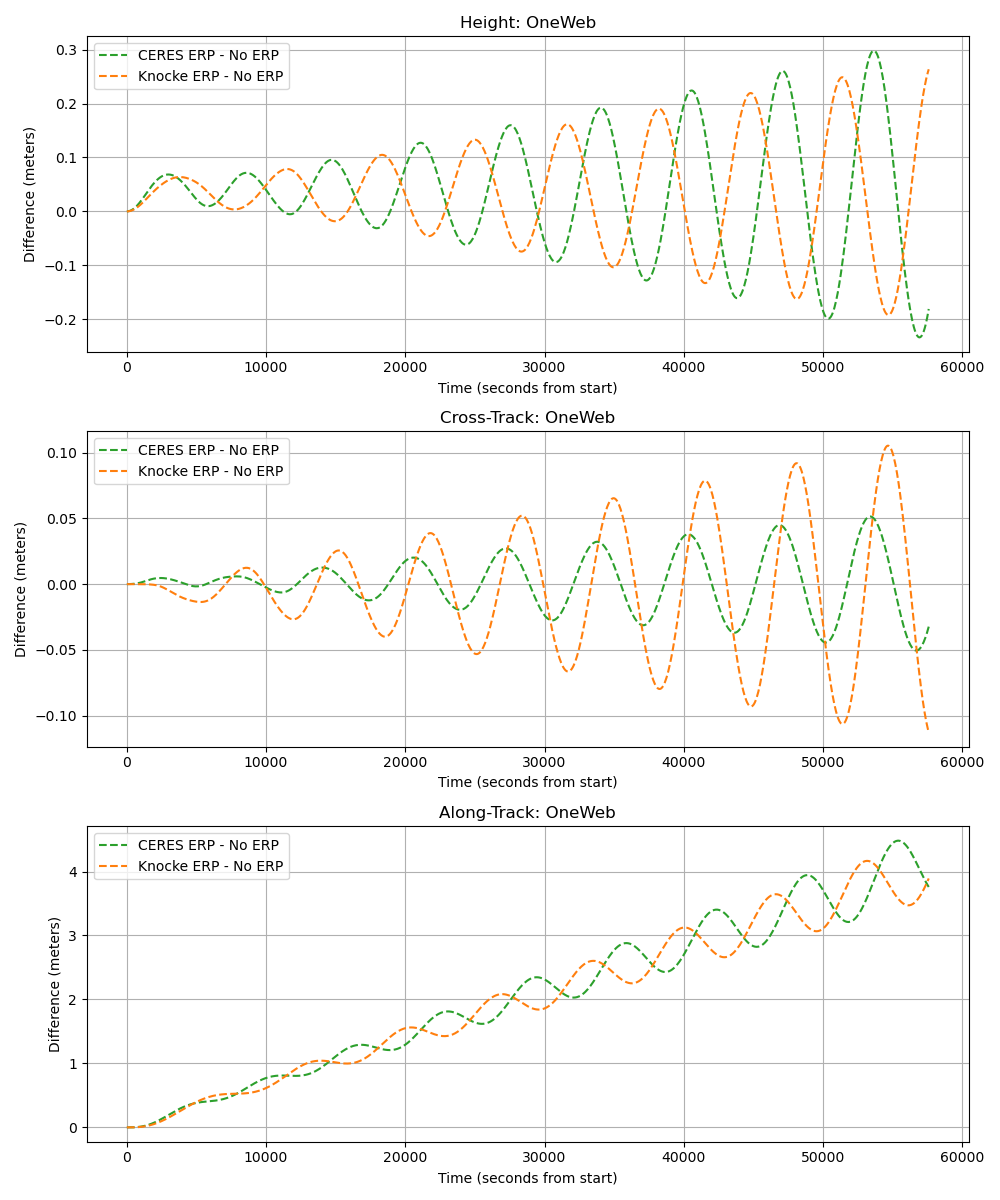 Height: OneWeb
CERES ERP - No ERP
Knocke ERP - No ERP
Difference (meters)
0.3
0.2
0.1
0.0
−0.1
−0.2
0 10000 20000 30000 40000 50000 60000
Time (seconds from start)
Cross-Track: OneWeb
CERES ERP - No ERP
Knocke ERP - No ERP
Difference (meters)
0.10
0.05
0.00
−0.05
−0.10
0 10000 20000 30000 40000 50000 60000
Time (seconds from start)
Along-Track: OneWeb
CERES ERP - No ERP
Knocke ERP - No ERP
Difference (meters)
4
3
2
1
0
0 10000 20000 30000 40000 50000 60000
Time (seconds from start)